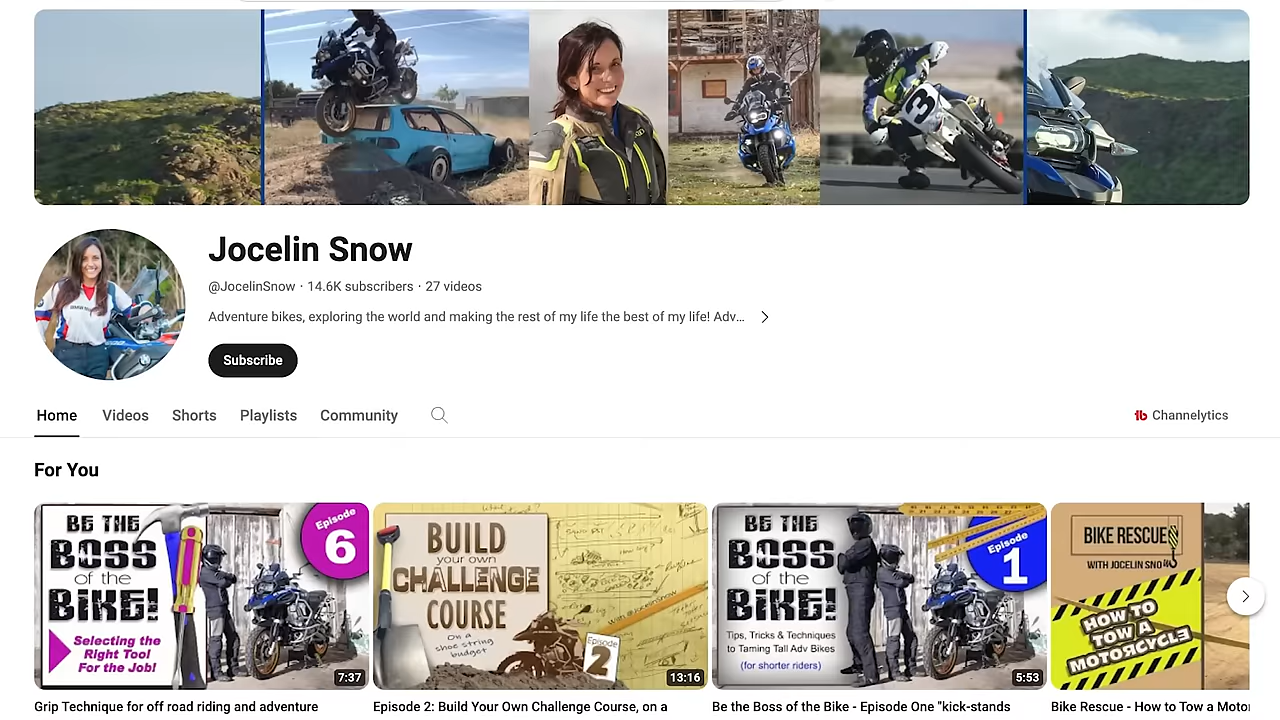 3
Jocelin Snow
@JocelinSnow · 14.6K subscribers · 27 videos
Adventure bikes, exploring the world and making the rest of my life the best of my life! Adv...
Subscribe
Home
Videos
Shorts
Playlists
Community
Channelytics
For You
BE THE
BOSS
of the
BIKE!
Selecting the
Right Tool
For the Job!
Episode
6
7:37
BUILD
your own
CHALLENGE
COURSE
On a
shoe string
budget
With @JocelinSnow
Episode
2
13:16
BE THE
BOSS
of the
BIKE!
Tips, Tricks & Techniques
to Taming Tall Adv Bikes
(for shorter riders)
Episode
1
5:53
BIKE RESCUE
WITH JOCELIN SNO
HOW TO
TOW A
MOTORCYCLE
Grip Technique for off road riding and adventure
Episode 2: Build Your Own Challenge Course, on a
Be the Boss of the Bike - Episode One "kick-stands
Bike Rescue - How to Tow a Motor